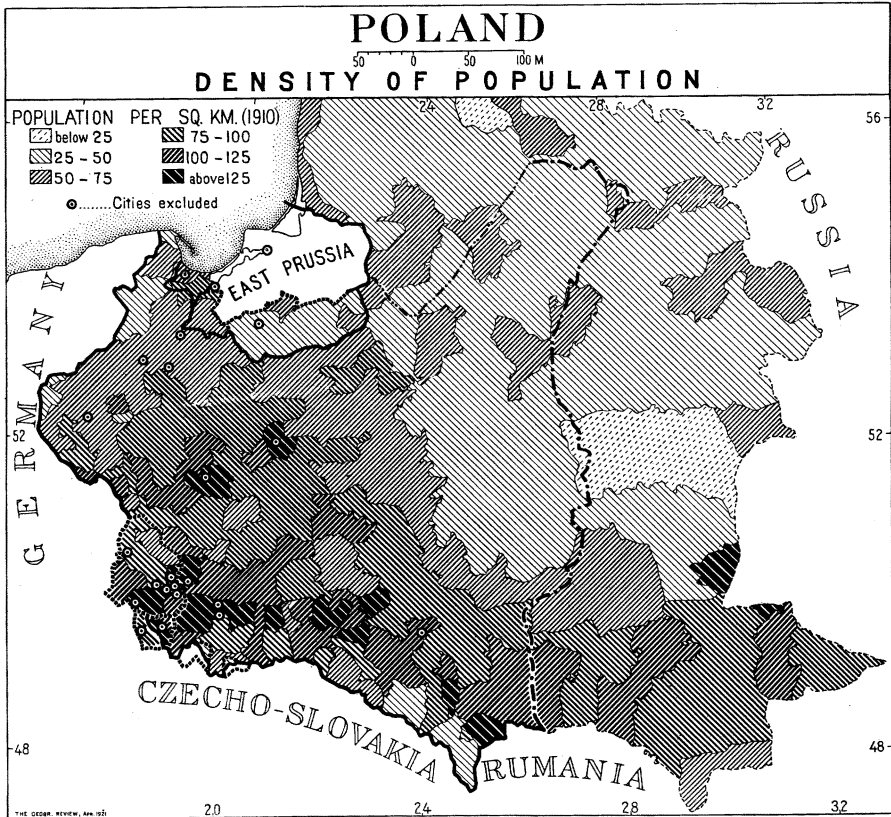 POLAND
50 0 50 100 M
DENSITY OF POPULATION
24 28 32
56 56
POPULATION PER SQ. KM. (1910)
below 25
25 - 50
50 - 75
75 - 100
100 - 125
above 125
Cities excluded
RUSSIA
EAST PRUSSIA
GERMANY
52 52
CZECHO-SLOVAKIA
RUMANIA
48 48
THE GEOGR. REVIEW, APR. 1921
20 24 28 32